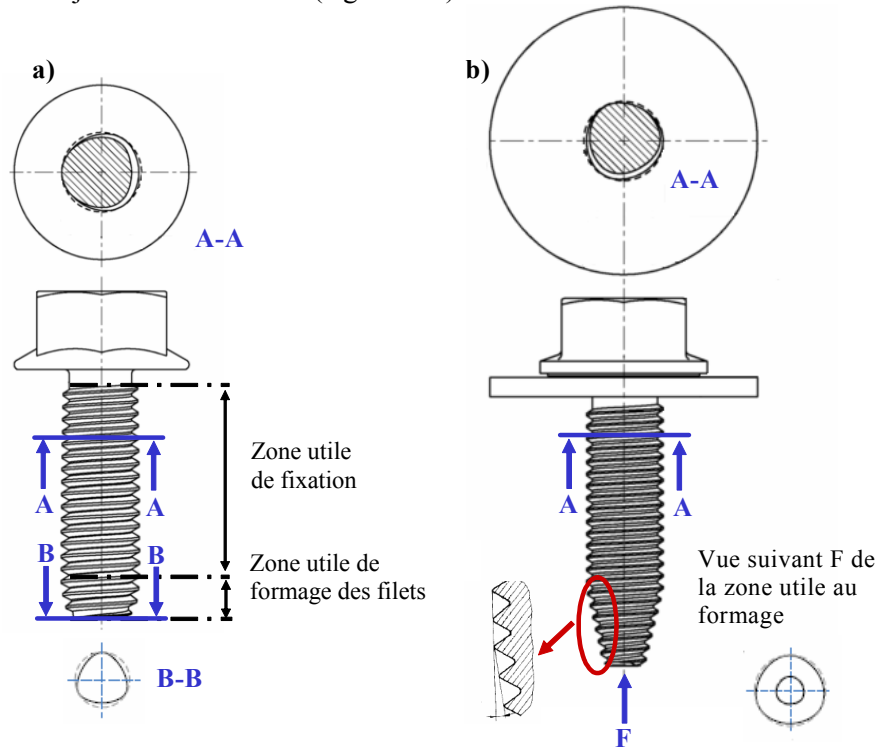 a)
A-A
Zone utile
de fixation
A
A
B
B
Zone utile de
formage des filets
B-B
b)
A-A
A
A
Vue suivant F de
la zone utile au
formage
F